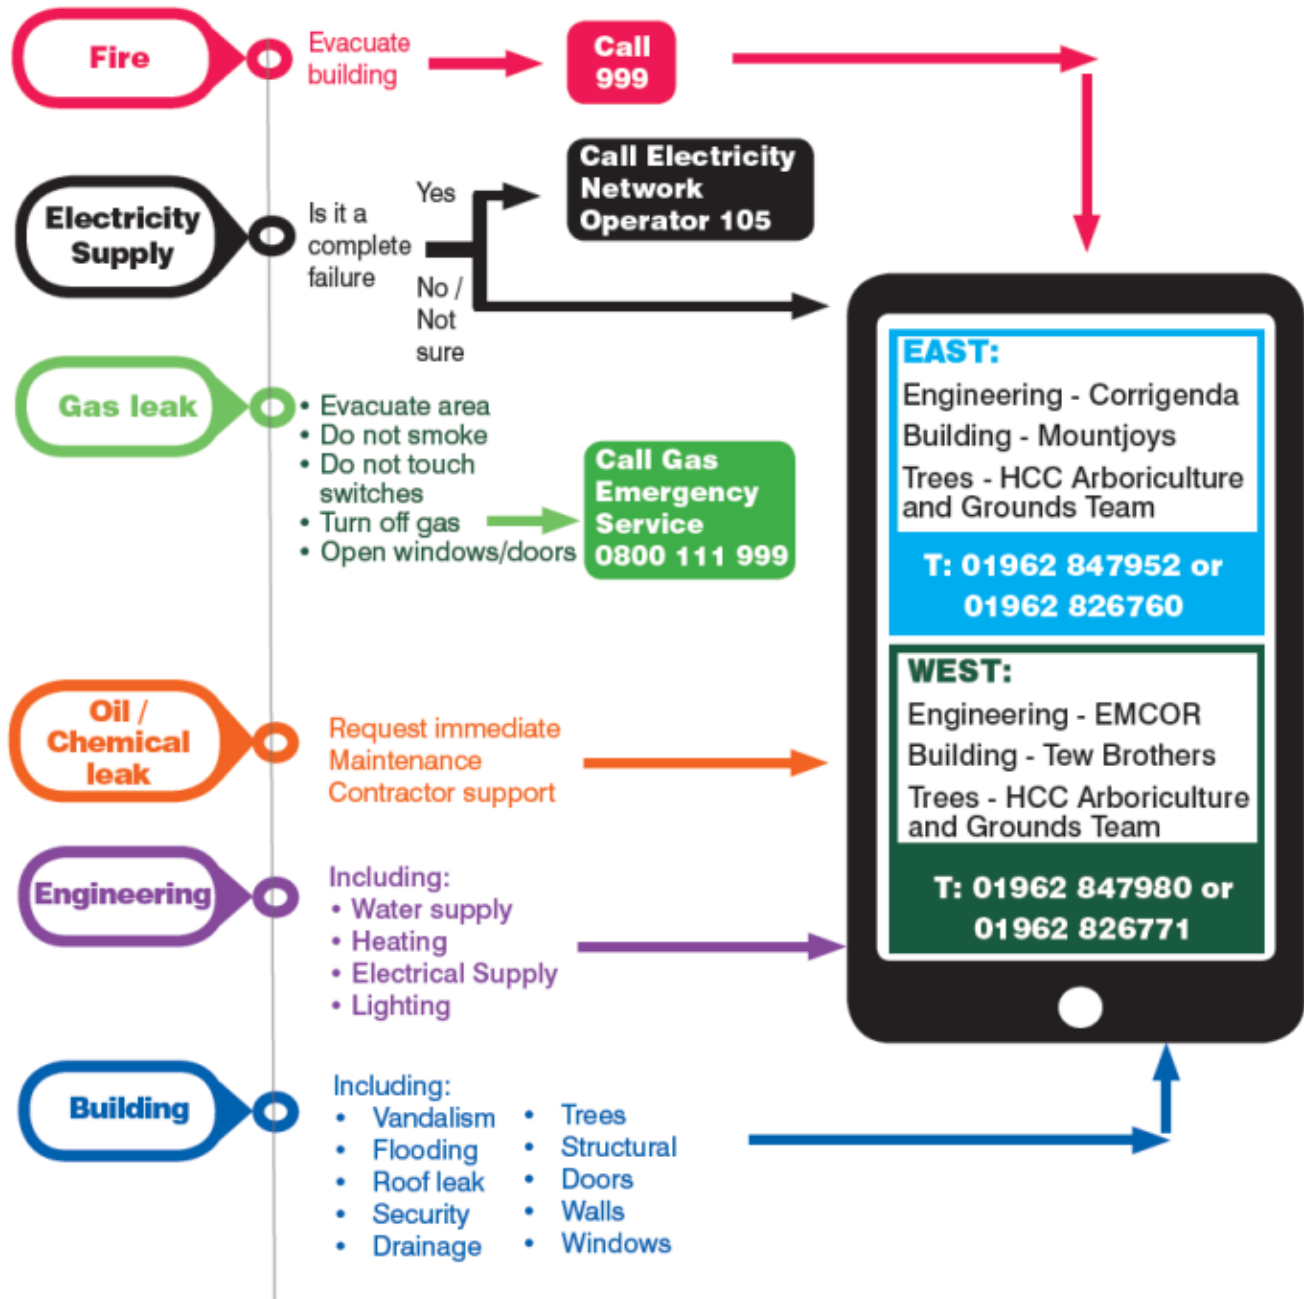 Fire
Evacuate
building
Call
999
Electricity
Supply
Is it a
complete
failure
Yes
No /
Not
sure
Call Electricity
Network
Operator 105
Gas leak
• Evacuate area
• Do not smoke
• Do not touch
switches
• Turn off gas
• Open windows/doors
Call Gas
Emergency
Service
0800 111 999
Oil /
Chemical
leak
Request immediate
Maintenance
Contractor support
Engineering
Including:
• Water supply
• Heating
• Electrical Supply
• Lighting
Building
Including:
• Vandalism
• Flooding
• Roof leak
• Security
• Drainage
• Trees
• Structural
• Doors
• Walls
• Windows
EAST:
Engineering - Corrigenda
Building - Mountjoys
Trees - HCC Arboriculture
and Grounds Team
T: 01962 847952 or
01962 826760
WEST:
Engineering - EMCOR
Building - Tew Brothers
Trees - HCC Arboriculture
and Grounds Team
T: 01962 847980 or
01962 826771